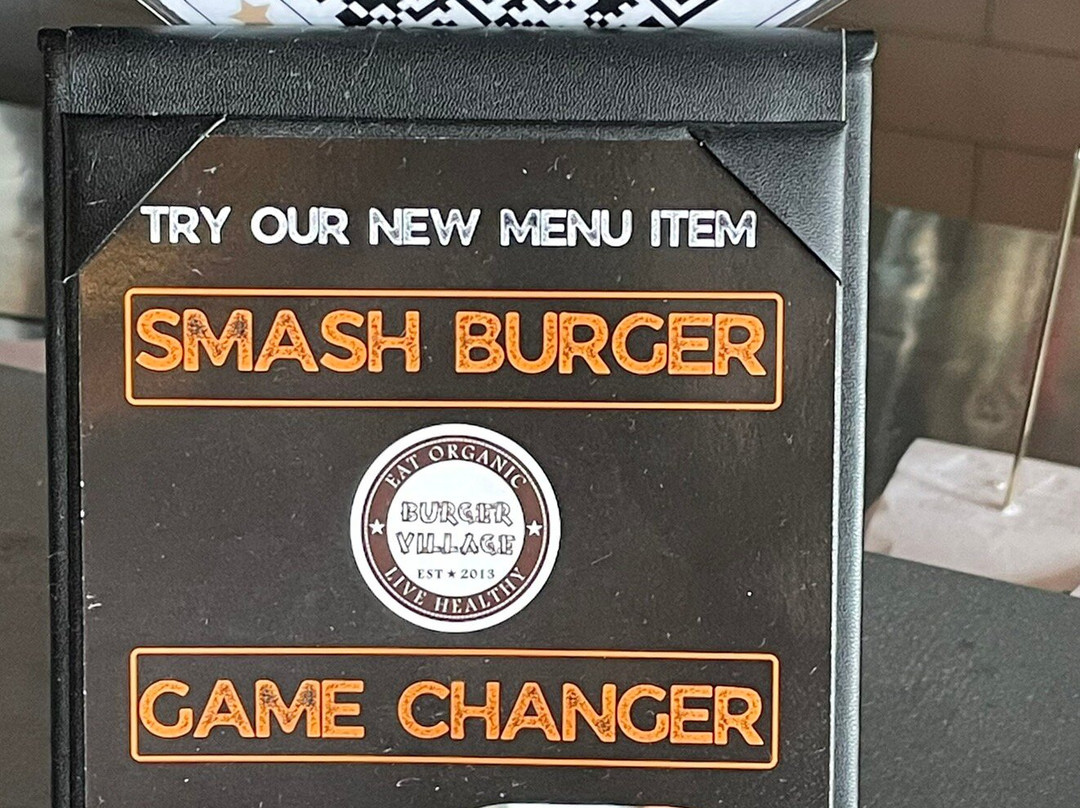 TRY OUR NEW MENU ITEM
SMASH BURGER
EAT ORGANIC
BURGER
VILLAGE
EST ★ 2013
LIVE HEALTHY
GAME CHANGER